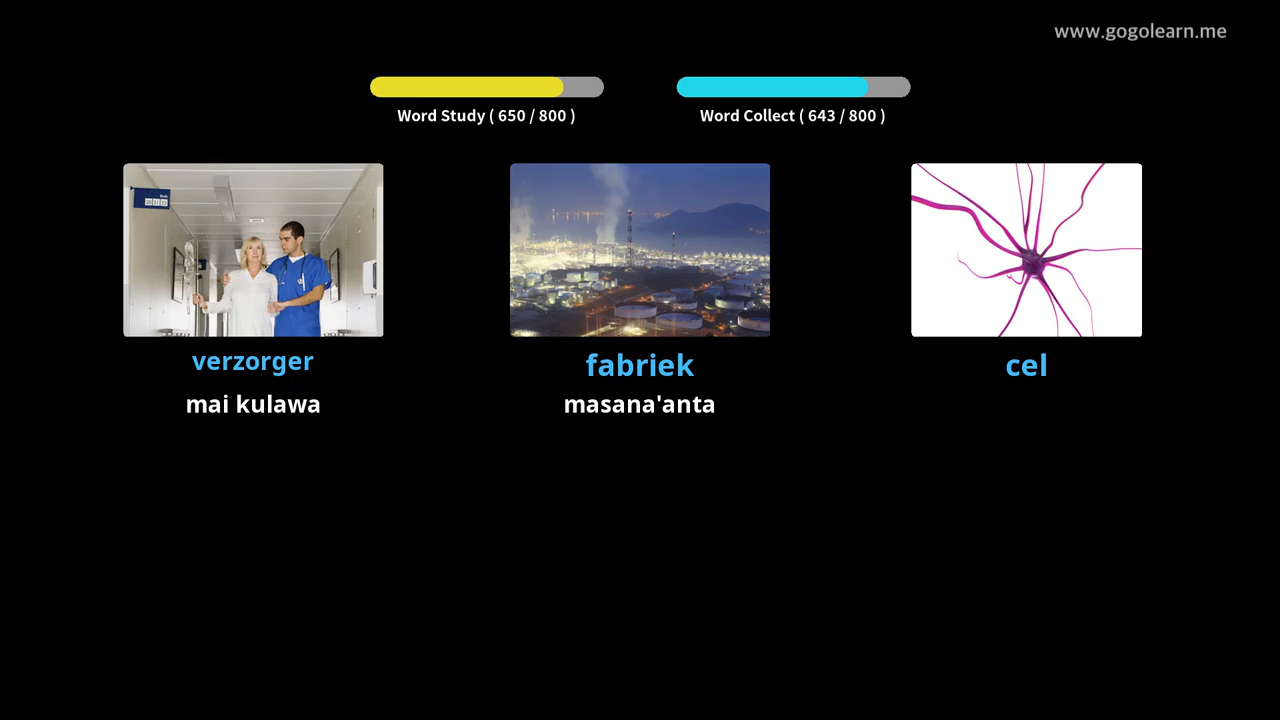 www.gogolearn.me
Word Study ( 650 / 800 )
Word Collect ( 643 / 800 )
verzorger
fabriek
cel
mai kulawa
masana'anta